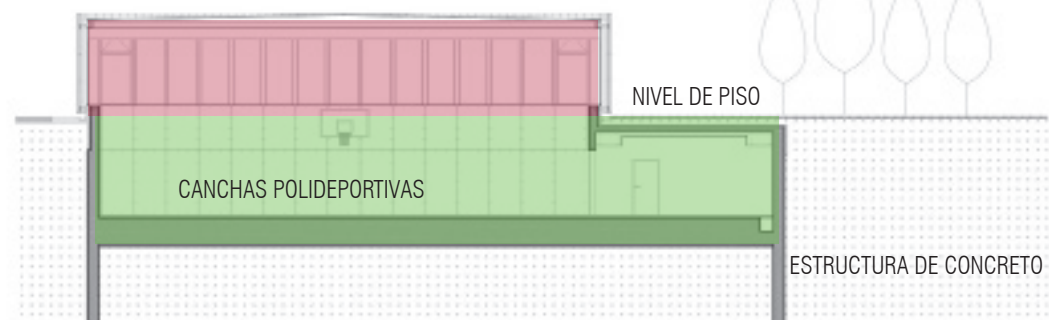 NIVEL DE PISO
CANCHAS POLIDEPORTIVAS
ESTRUCTURA DE CONCRETO